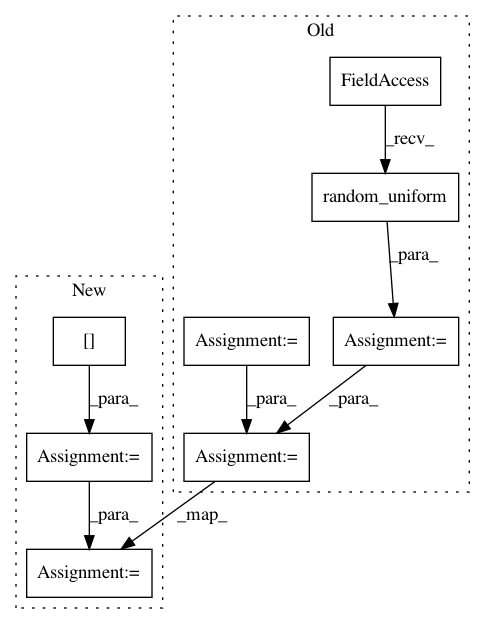 Old
FieldAccess
_recv_
random_uniform
_para_
New
[]
Assignment:=
Assignment:=
_para_
_para_
_para_
Assignment:=
Assignment:=
_para_
_map_
Assignment:=